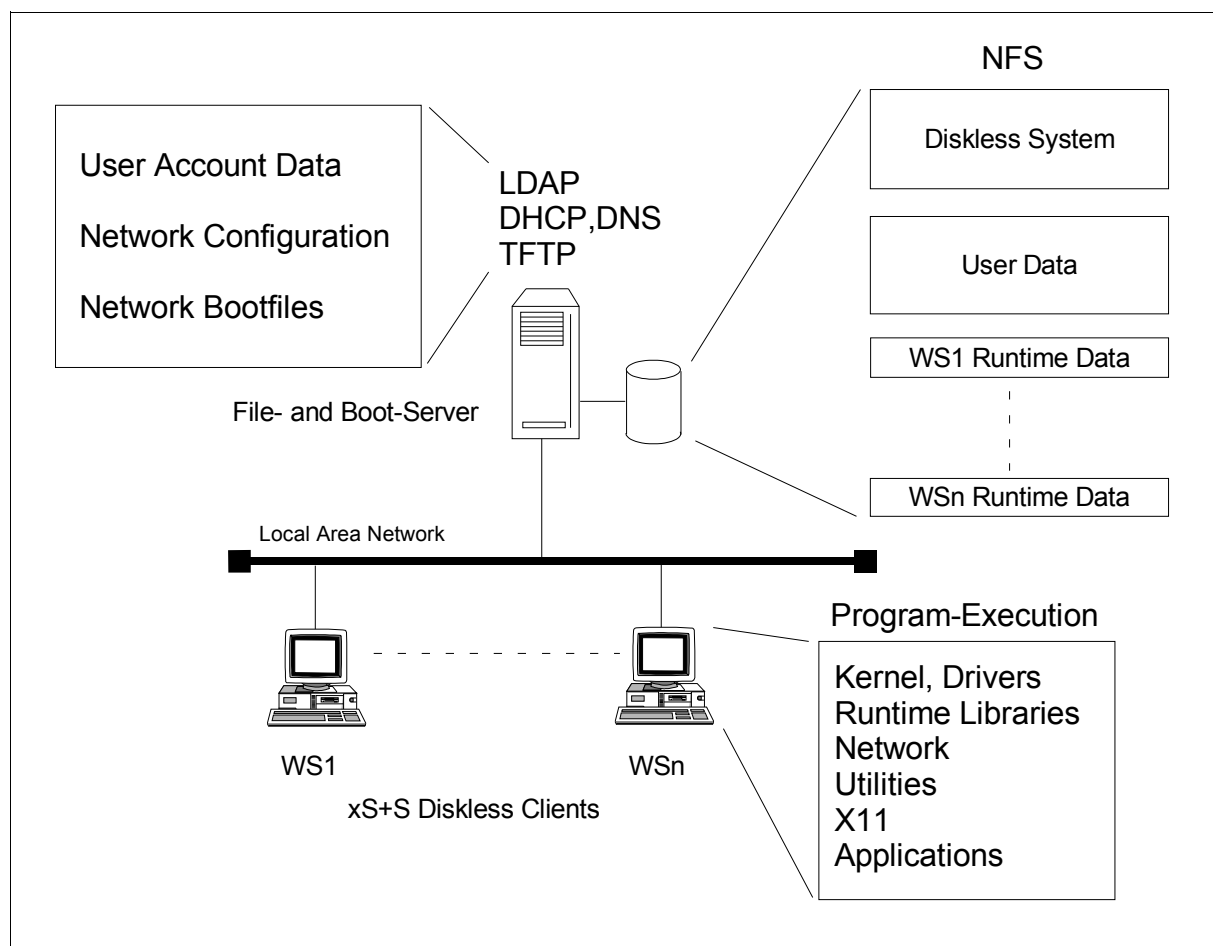 NFS
Diskless System
User Data
WS1 Runtime Data
WSn Runtime Data
User Account Data
Network Configuration
Network Bootfiles
LDAP
DHCP,DNS
TFTP
File- and Boot-Server
Local Area Network
WS1
WSn
xS+S Diskless Clients
Program-Execution
Kernel, Drivers
Runtime Libraries
Network
Utilities
X11
Applications